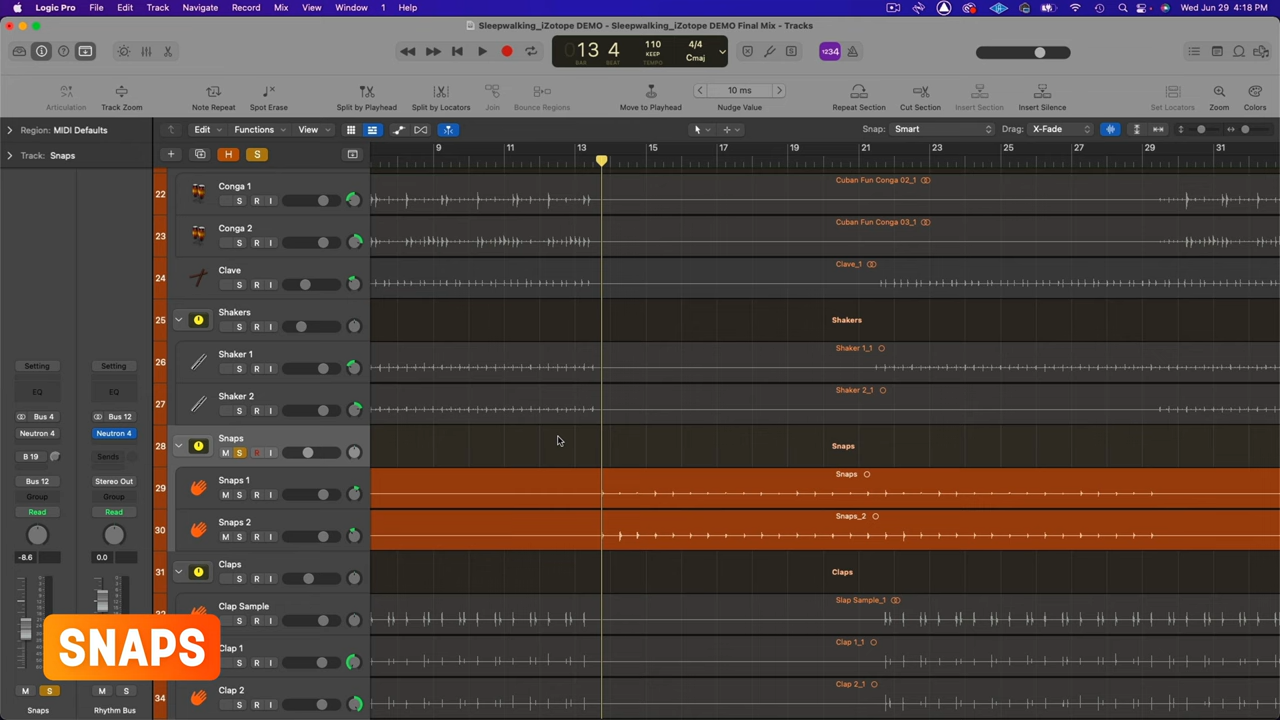 Logic Pro File Edit Track Navigate Record Mix View Window 1 Help Wed Jun 29 4:18 PM
Sleepwalking_iZotope DEMO - Sleepwalking_iZotope DEMO Final Mix - Tracks
13 4 110 4/4
KEEP Cmaj
BAR BEAT TEMPO
1234
10 ms
Articulation Track Zoom Note Repeat Spot Erase Split by Playhead Split by Locators Join Bounce Regions Move to Playhead Nudge Value Repeat Section Cut Section Insert Section Insert Silence Set Locators Zoom Colors
Region: MIDI Defaults
Edit Functions View Snap: Smart Drag: X-Fade
Track: Snaps
H S
9 11 13 15 17 19 21 23 25 27 29 31
22 Conga 1 Cuban Fun Conga 02_1
S R I
23 Conga 2 Cuban Fun Conga 03_1
S R I
24 Clave Clave_1
S R I
25 Shakers Shakers
S R I
26 Shaker 1 Shaker 1_1
S R I
27 Shaker 2 Shaker 2_1
S R I
28 Snaps Snaps
M S R I
29 Snaps 1 Snaps
M S R I
30 Snaps 2 Snaps_2
M S R I
31 Claps Claps
S R I
Clap Sample Slap Sample_1
S R I
Clap 1 Clap 1_1
S R I
34 Clap 2 Clap 2_1
S R I
Setting Setting
EQ EQ
Bus 4 Bus 12
Neutron 4 Neutron 4
B 19 Sends
Bus 12 Stereo Out
Group Group
Read Read
-8.6 0.0
SNAPS
M S M S
Snaps Rhythm Bus